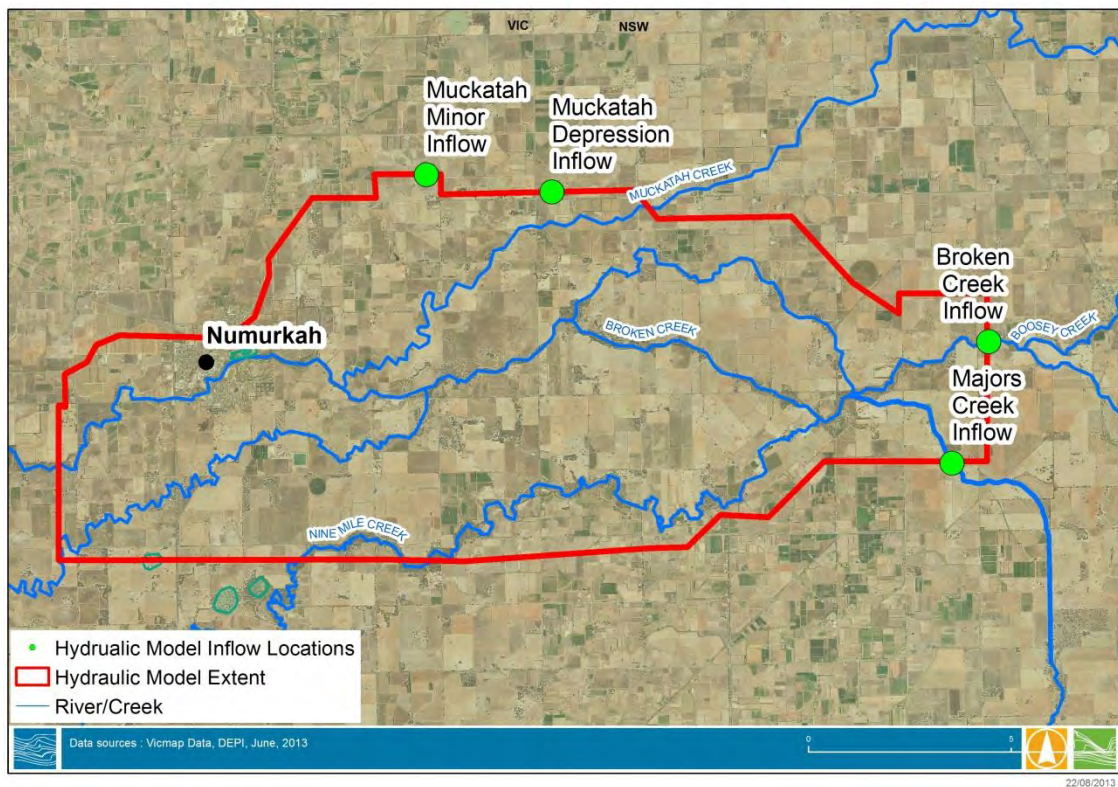 VIC NSW
Muckatah
Minor
Inflow
Muckatah
Depression
Inflow
MUCKATAH CREEK
Broken
Creek
Inflow
BOOSEY CREEK
Numurkah
BROKEN CREEK
Majors
Creek
Inflow
NINE MILE CREEK
Hydrualic Model Inflow Locations
Hydraulic Model Extent
River/Creek
Data sources : Vicmap Data, DEPI, June, 2013
0 5
22/08/2013